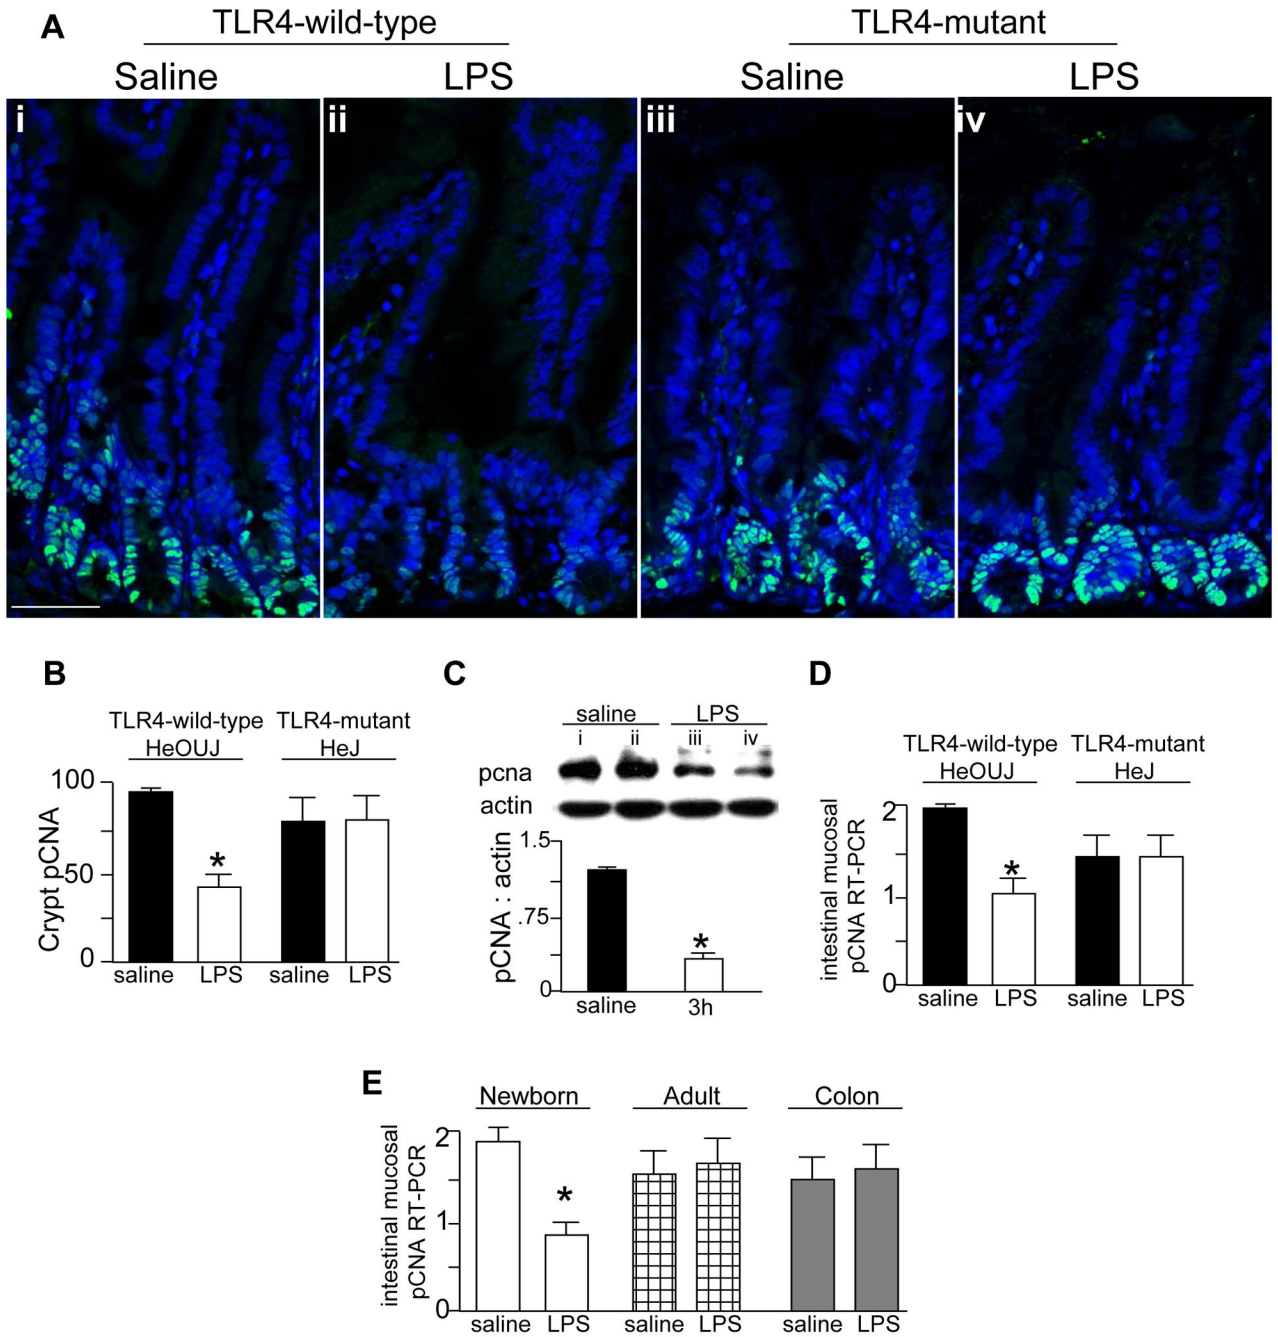 A
TLR4-wild-type TLR4-mutant
Saline LPS Saline LPS
i ii iii iv
B
TLR4-wild-type TLR4-mutant
HeOUJ HeJ
Crypt pCNA
100
50
0
*
saline LPS saline LPS
C
saline LPS
i ii iii iv
pcna
actin
pCNA : actin
1.5
.75
0
*
saline 3h
D
TLR4-wild-type TLR4-mutant
HeOUJ HeJ
intestinal mucosal
pCNA RT-PCR
2
1
0
*
saline LPS saline LPS
E
Newborn Adult Colon
intestinal mucosal
pCNA RT-PCR
2
1
0
*
saline LPS saline LPS saline LPS